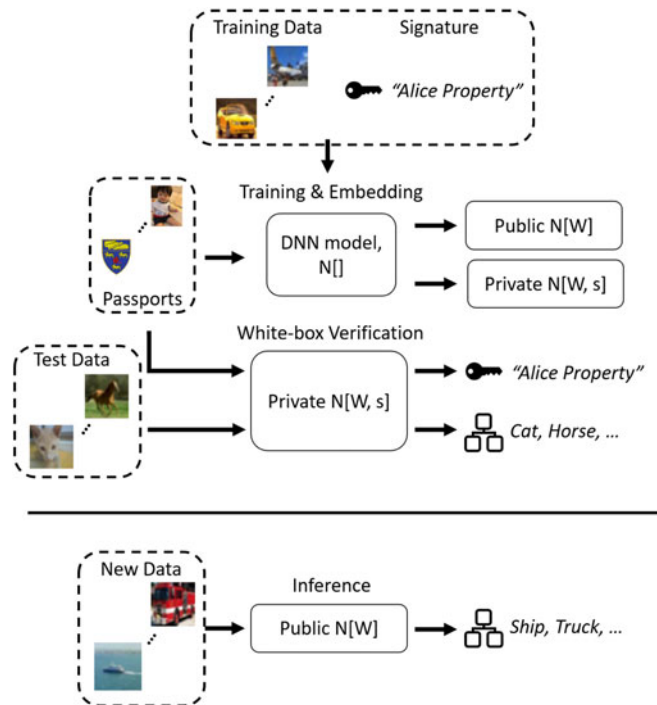 Training Data
Signature
"Alice Property"
Training & Embedding
DNN model,
N[]
Public N[W]
Private N[W, s]
Passports
White-box Verification
Test Data
Private N[W, s]
"Alice Property"
Cat, Horse, ...
New Data
Inference
Public N[W]
Ship, Truck, ...